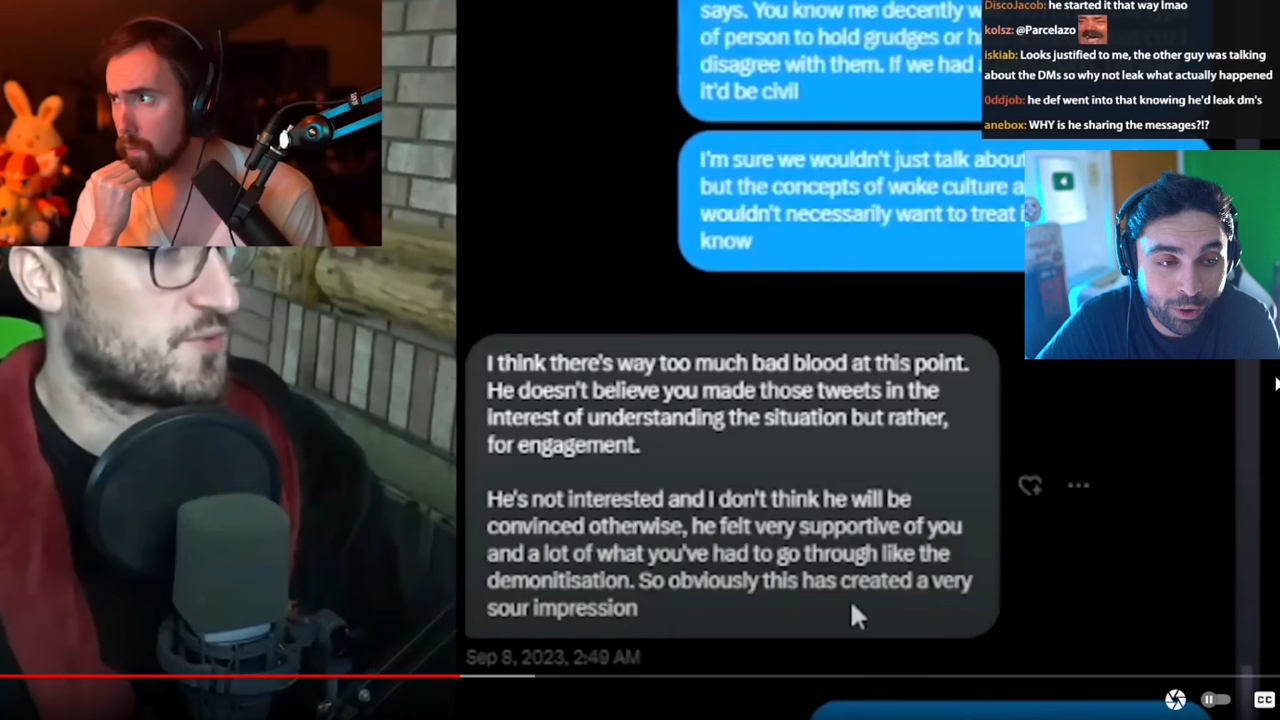 DiscoJacob: he started it that way lmao
kolsz: @Parcelazo
iskiab: Looks justified to me, the other guy was talking
about the DMs so why not leak what actually happened
0ddjob: he def went into that knowing he'd leak dm's
anebox: WHY is he sharing the messages?!?
says. You know me decently w
of person to hold grudges or h
disagree with them. If we had
it'd be civil
I'm sure we wouldn't just talk about
but the concepts of woke culture a
wouldn't necessarily want to treat i
know
I think there's way too much bad blood at this point.
He doesn't believe you made those tweets in the
interest of understanding the situation but rather,
for engagement.
He's not interested and I don't think he will be
convinced otherwise, he felt very supportive of you
and a lot of what you've had to go through like the
demonitisation. So obviously this has created a very
sour impression
Sep 8, 2023, 2:49 AM
CC